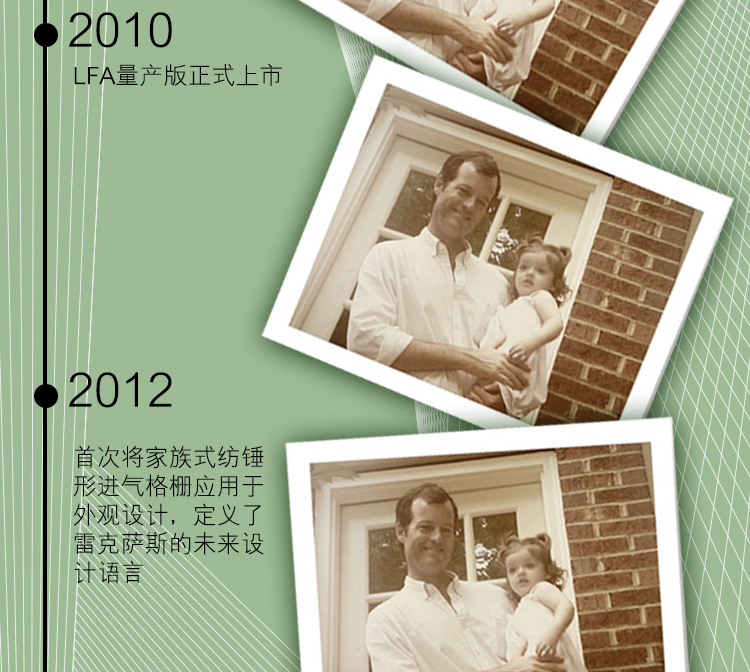 2010
LFA量产版正式上市
2012
首次将家族式纺锤
形进气格栅应用于
外观设计，定义了
雷克萨斯的未来设
计语言